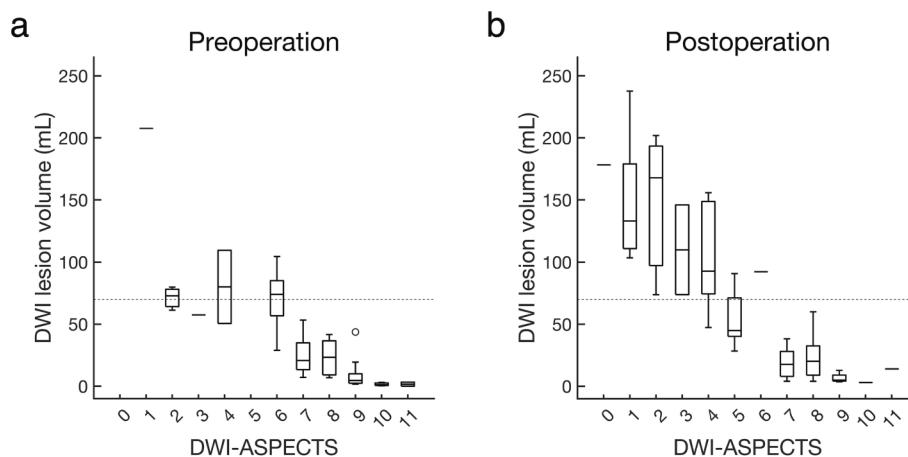 a
Preoperation
DWI lesion volume (mL)
250
200
150
100
50
0
0 1 2 3 4 5 6 7 8 9 10 11
DWI-ASPECTS
b
Postoperation
DWI lesion volume (mL)
250
200
150
100
50
0
0 1 2 3 4 5 6 7 8 9 10 11
DWI-ASPECTS